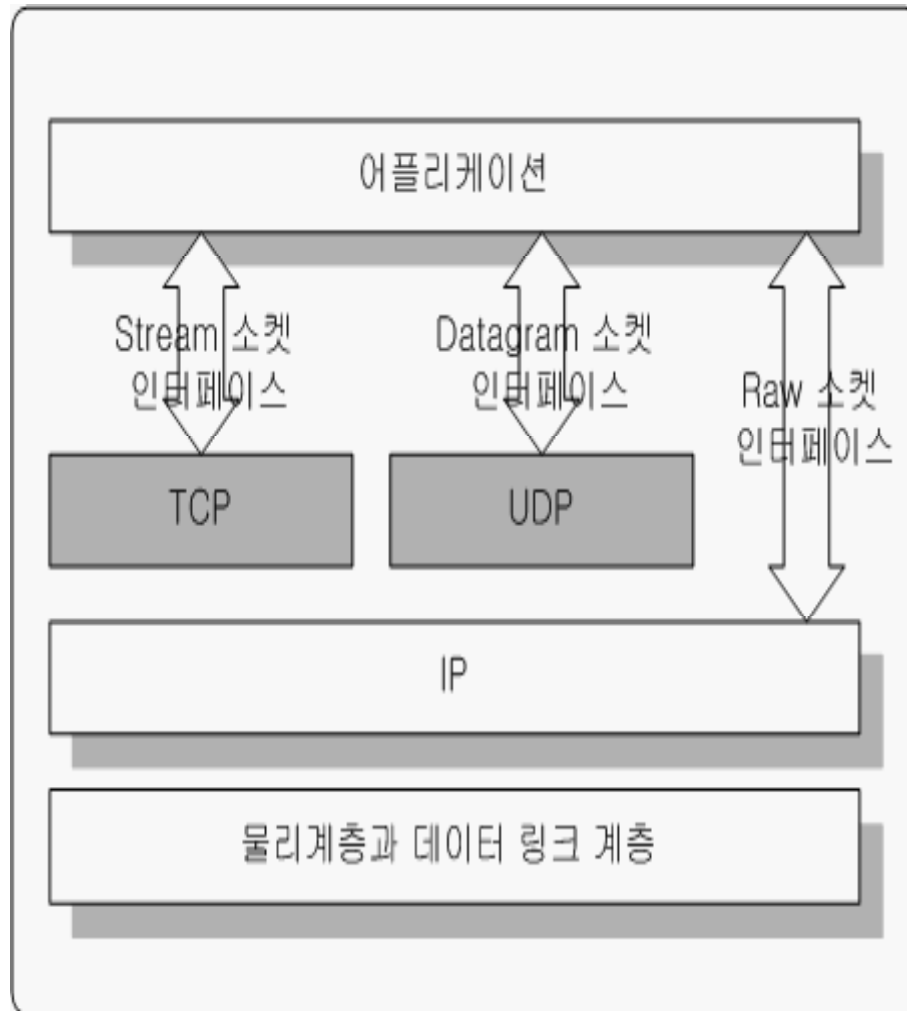 어플리케이션
Stream 소켓
인터페이스
Datagram 소켓
인터페이스
Raw 소켓
인터페이스
TCP
UDP
IP
물리계층과 데이터 링크 계층